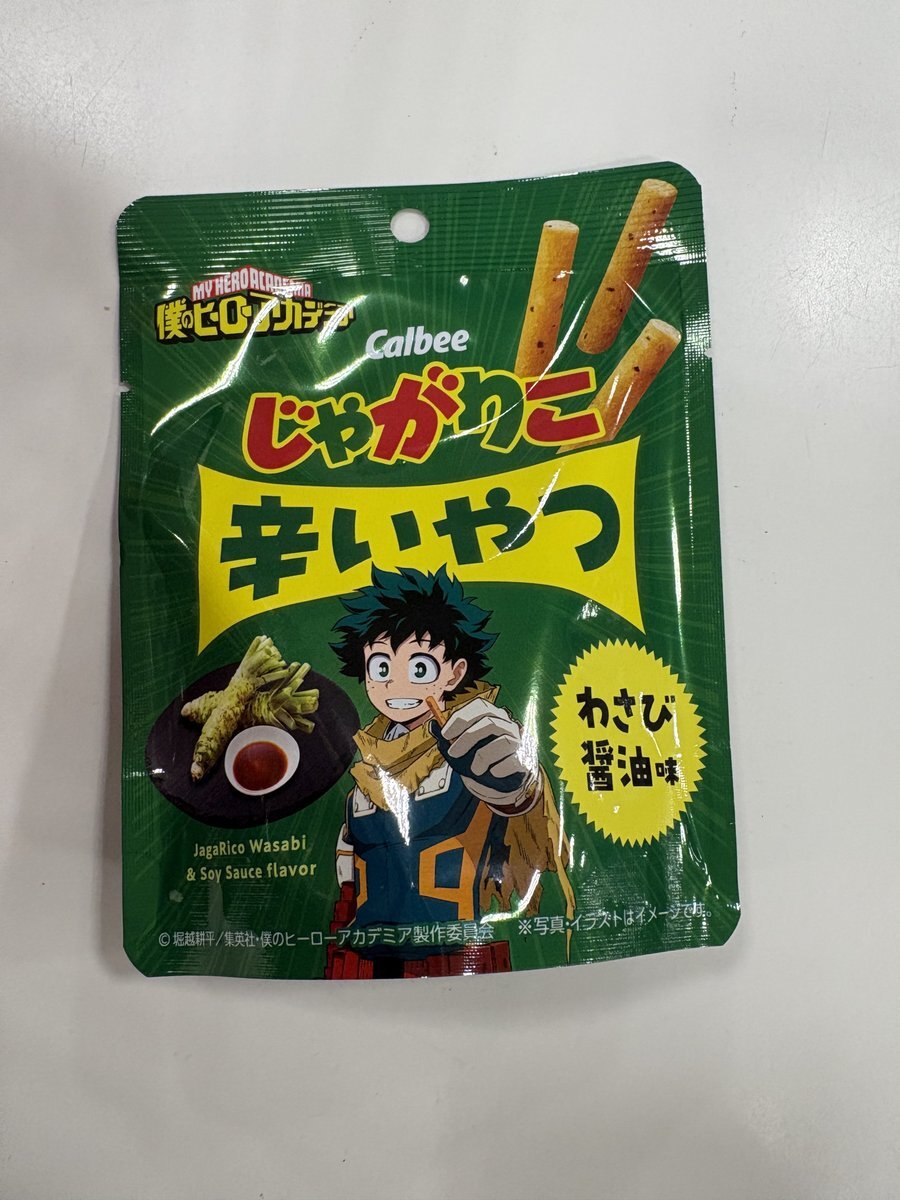 MY HERO ACADEMIA
僕のヒーローアカデミア
Calbee
じゃがりこ
辛いやつ
わさび
醤油味
JagaRico Wasabi
& Soy Sauce flavor
© 堀越耕平／集英社・僕のヒーローアカデミア製作委員会
※写真・イラストはイメージです。